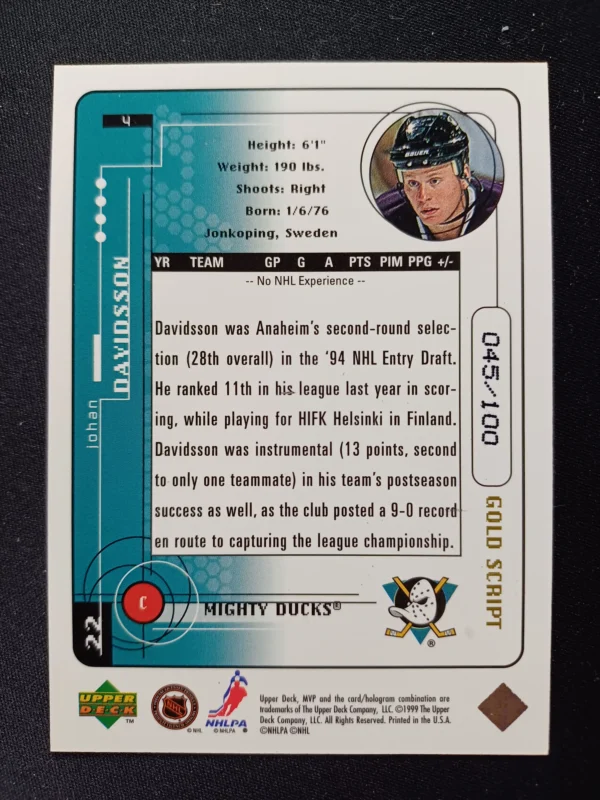 4
Height: 6'1"
Weight: 190 lbs.
Shoots: Right
Born: 1/6/76
Jonkoping, Sweden
BAUER
YR TEAM GP G A PTS PIM PPG +/-
-- No NHL Experience --
Davidsson was Anaheim's second-round selec-
tion (28th overall) in the '94 NHL Entry Draft.
He ranked 11th in his league last year in scor-
ing, while playing for HIFK Helsinki in Finland.
Davidsson was instrumental (13 points, second
to only one teammate) in his team's postseason
success as well, as the club posted a 9-0 record
en route to capturing the league championship.
johan
DAVIDSSON
045/100
GOLD SCRIPT
22
C
MIGHTY DUCKS®
®
UPPER
DECK
™
NHL
© NHL
NHLPA
© NHLPA
Upper Deck, MVP and the card/hologram combination are
trademarks of The Upper Deck Company, LLC. ©1999 The Upper
Deck Company, LLC. All Rights Reserved. Printed in the U.S.A.
©NHLPA ©NHL